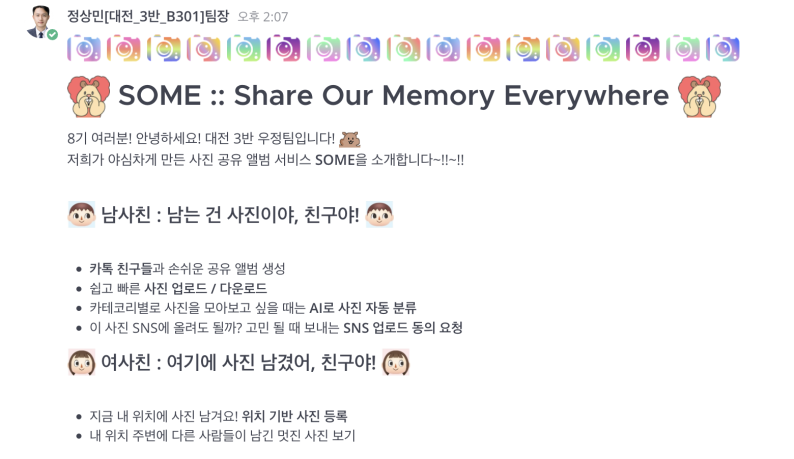 정상민[대전_3반_B301]팀장 오후 2:07
SOME :: Share Our Memory Everywhere
8기 여러분! 안녕하세요! 대전 3반 우정팀입니다!
저희가 야심차게 만든 사진 공유 앨범 서비스 SOME을 소개합니다~!!~!!
남사친 : 남는 건 사진이야, 친구야!
카톡 친구들과 손쉬운 공유 앨범 생성
쉽고 빠른 사진 업로드 / 다운로드
카테코리별로 사진을 모아보고 싶을 때는 AI로 사진 자동 분류
이 사진 SNS에 올려도 될까? 고민 될 때 보내는 SNS 업로드 동의 요청
여사친 : 여기에 사진 남겼어, 친구야!
지금 내 위치에 사진 남겨요! 위치 기반 사진 등록
내 위치 주변에 다른 사람들이 남긴 멋진 사진 보기